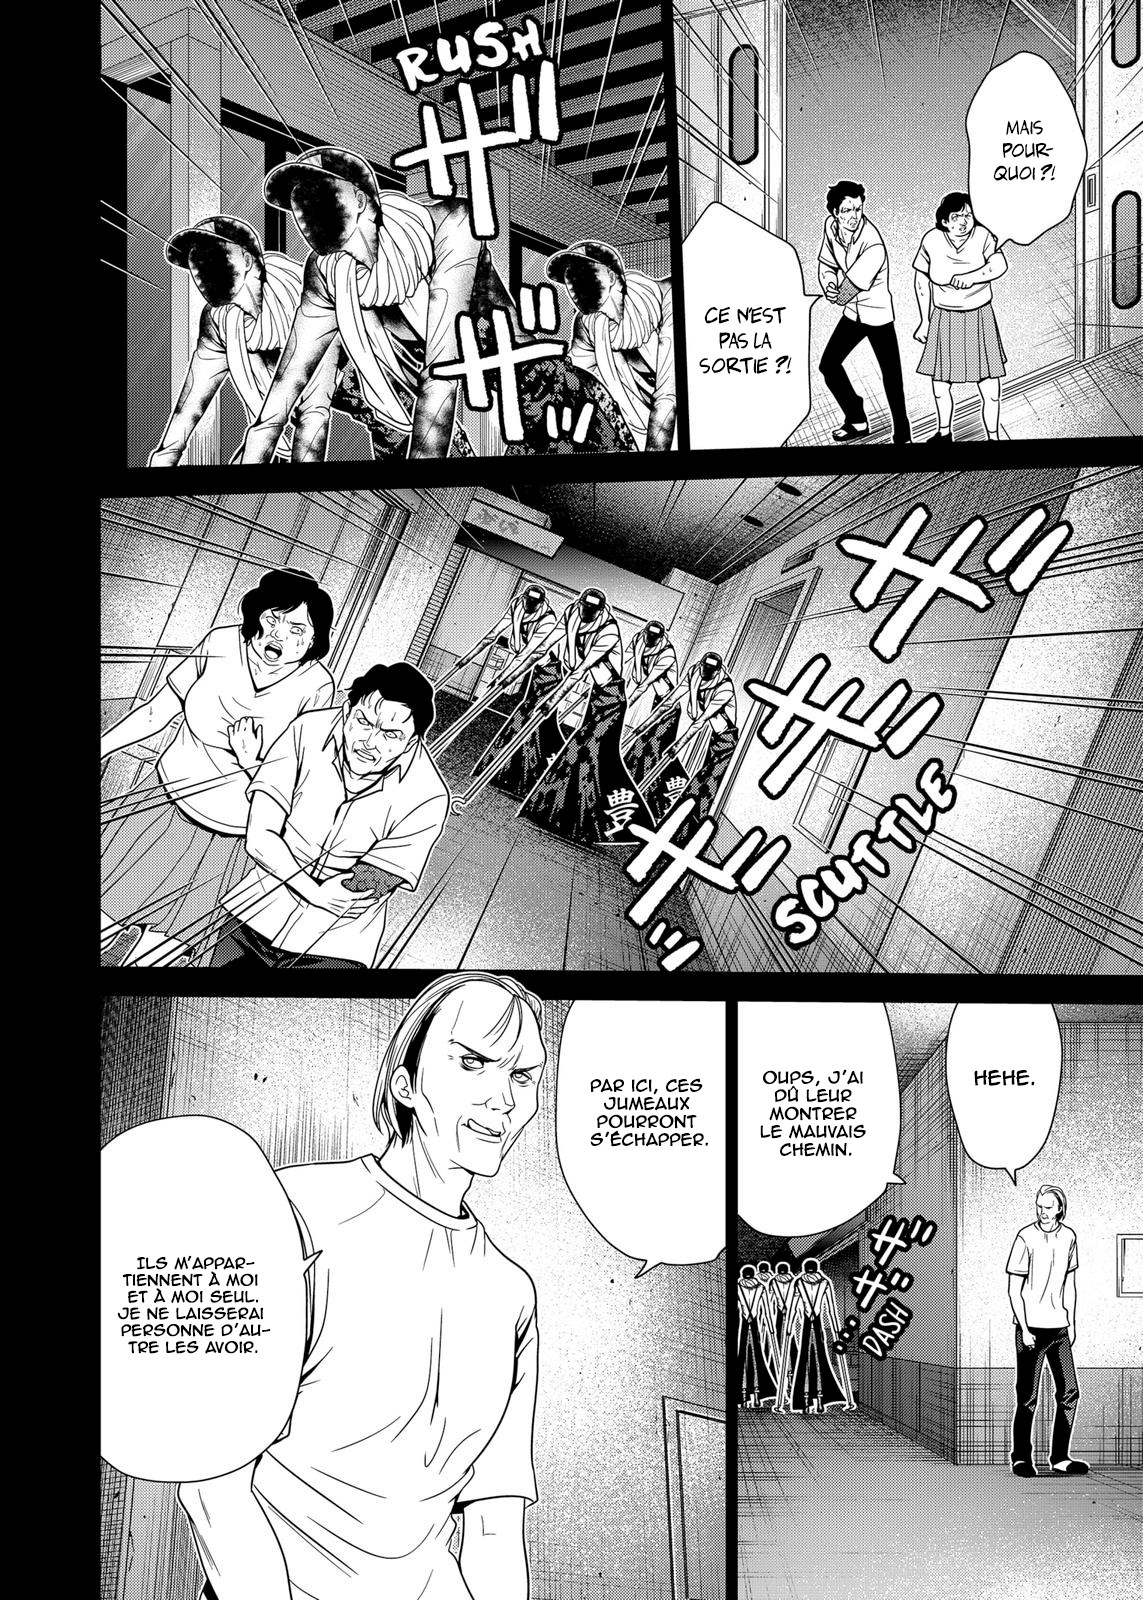 MAIS
POUR-
QUOI ?!
CE N'EST
PAS LA
SORTIE ?!
RUSH
ザ
ザ
ッ
ザ
ザ
ザ
ッ
豊
豊
SCUTTLE
HEHE.
OUPS, J'AI
DÛ LEUR
MONTRER
LE MAUVAIS
CHEMIN.
ザ
ザ
...
DASH
PAR ICI, CES
JUMEAUX
POURRONT
S'ÉCHAPPER.
ILS M'APPAR-
TIENNENT À MOI
ET À MOI SEUL.
JE NE LAISSERAI
PERSONNE D'AU-
TRE LES AVOIR.